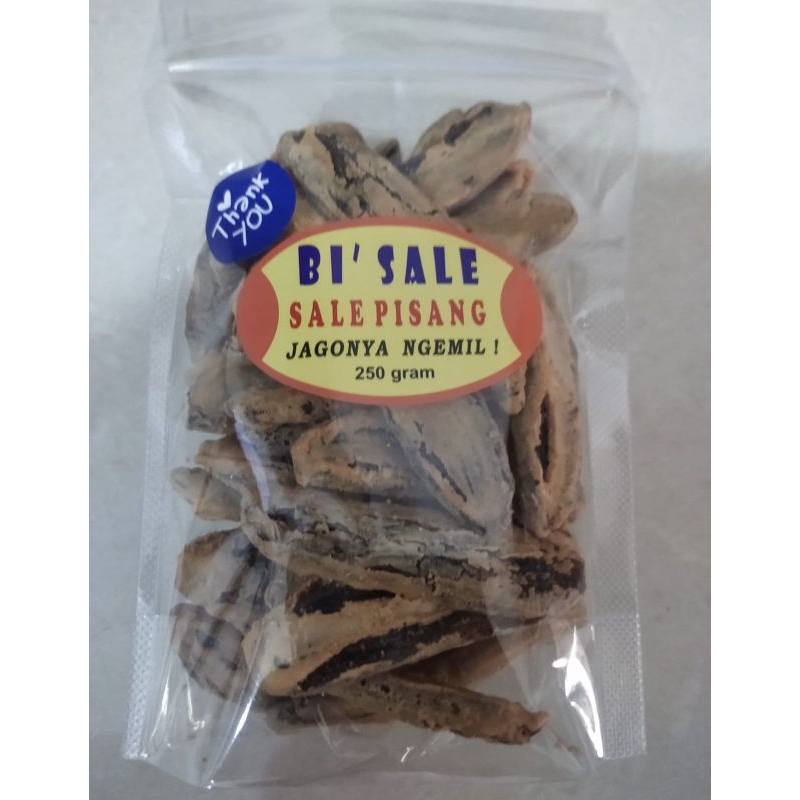 Thank
YOU
BI' SALE
SALE PISANG
JAGONYA NGEMIL !
250 gram